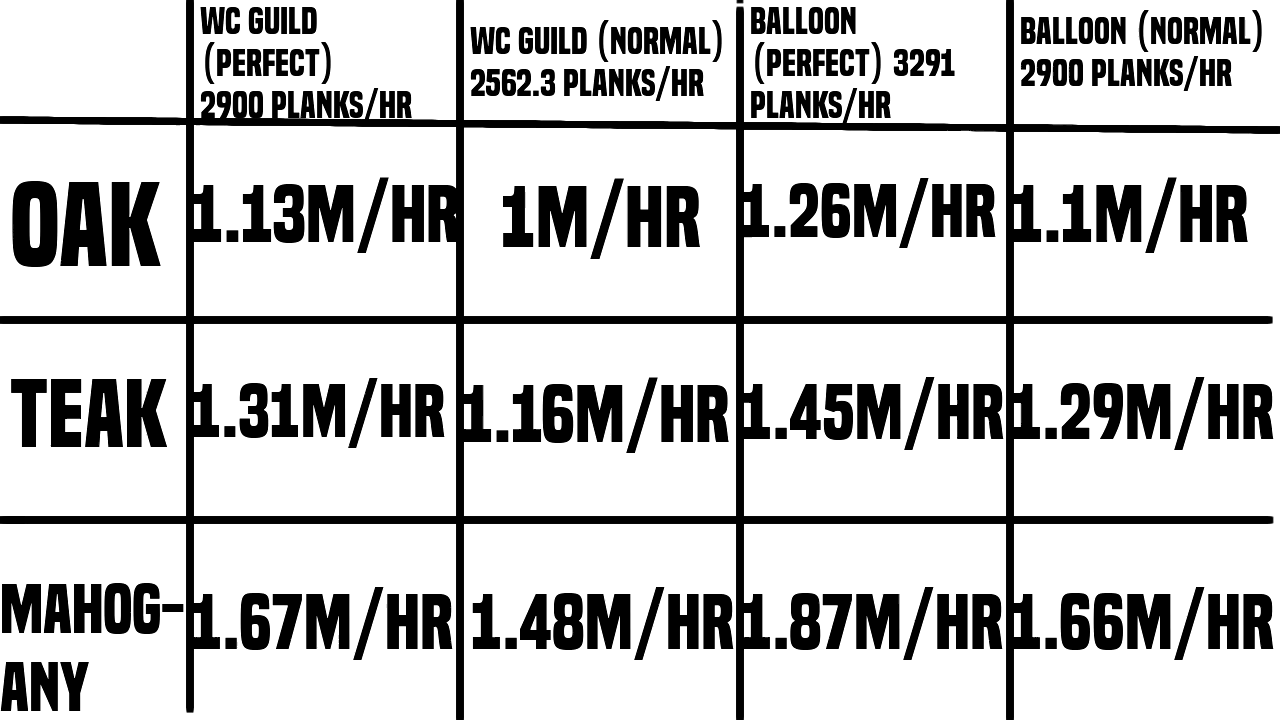 WC GUILD
(PERFECT)
2900 PLANKS/HR
WC GUILD (NORMAL)
2562.3 PLANKS/HR
BALLOON
(PERFECT) 3291
PLANKS/HR
BALLOON (NORMAL)
2900 PLANKS/HR
OAK
1.13M/HR
1M/HR
1.26M/HR
1.1M/HR
TEAK
1.31M/HR
1.16M/HR
1.45M/HR
1.29M/HR
MAHOG-
ANY
1.67M/HR
1.48M/HR
1.87M/HR
1.66M/HR